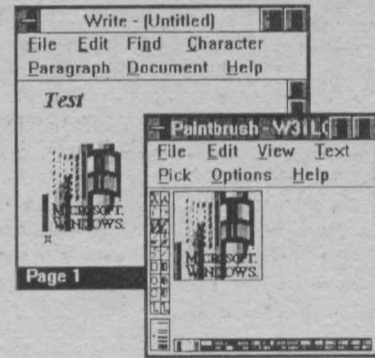 Write - (Untitled)
File Edit Find Character
Paragraph Document Help
Test
MICROSOFT.
WINDOWS.
¤
Page 1
Paintbrush - W31LO
File Edit View Text
Pick Options Help
MICROSOFT.
WINDOWS.